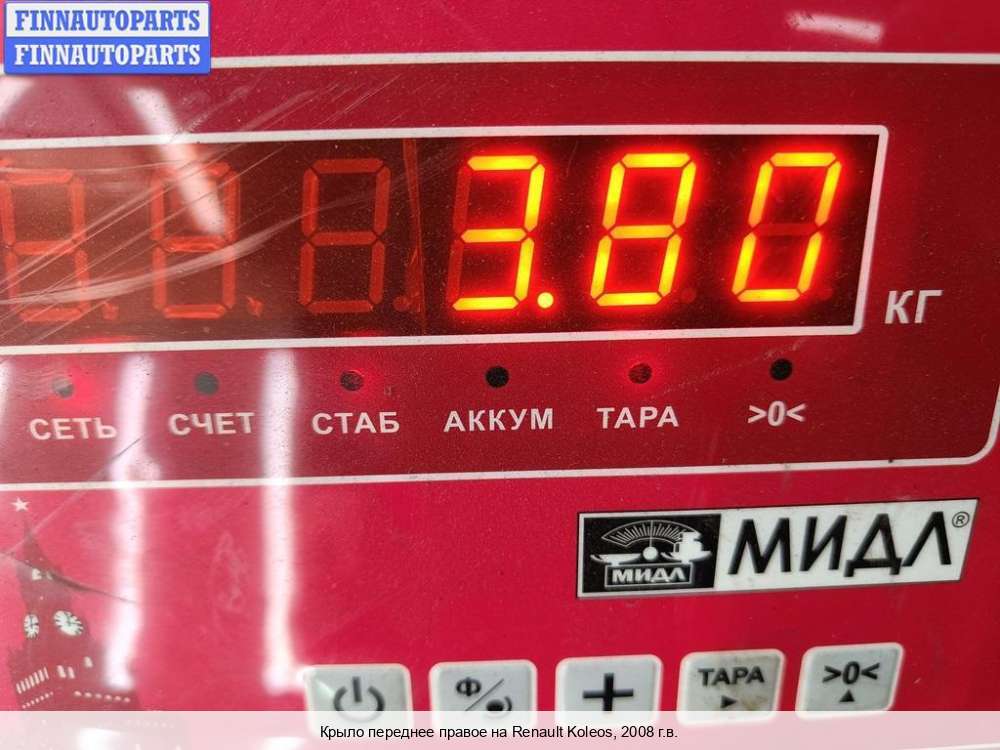 FINNAUTOPARTS
FINNAUTOPARTS
3.80
КГ
СЕТЬ СЧЕТ СТАБ АККУМ ТАРА >0<
МИДЛ МИДЛ®
Ф ТАРА >0<
Крыло переднее правое на Renault Koleos, 2008 г.в.